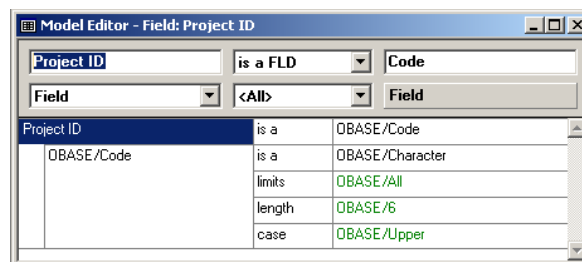 Model Editor - Field: Project ID
Project ID is a FLD Code
Field <All> Field
Project ID is a OBASE/Code
OBASE/Code is a OBASE/Character
limits OBASE/All
length OBASE/6
case OBASE/Upper